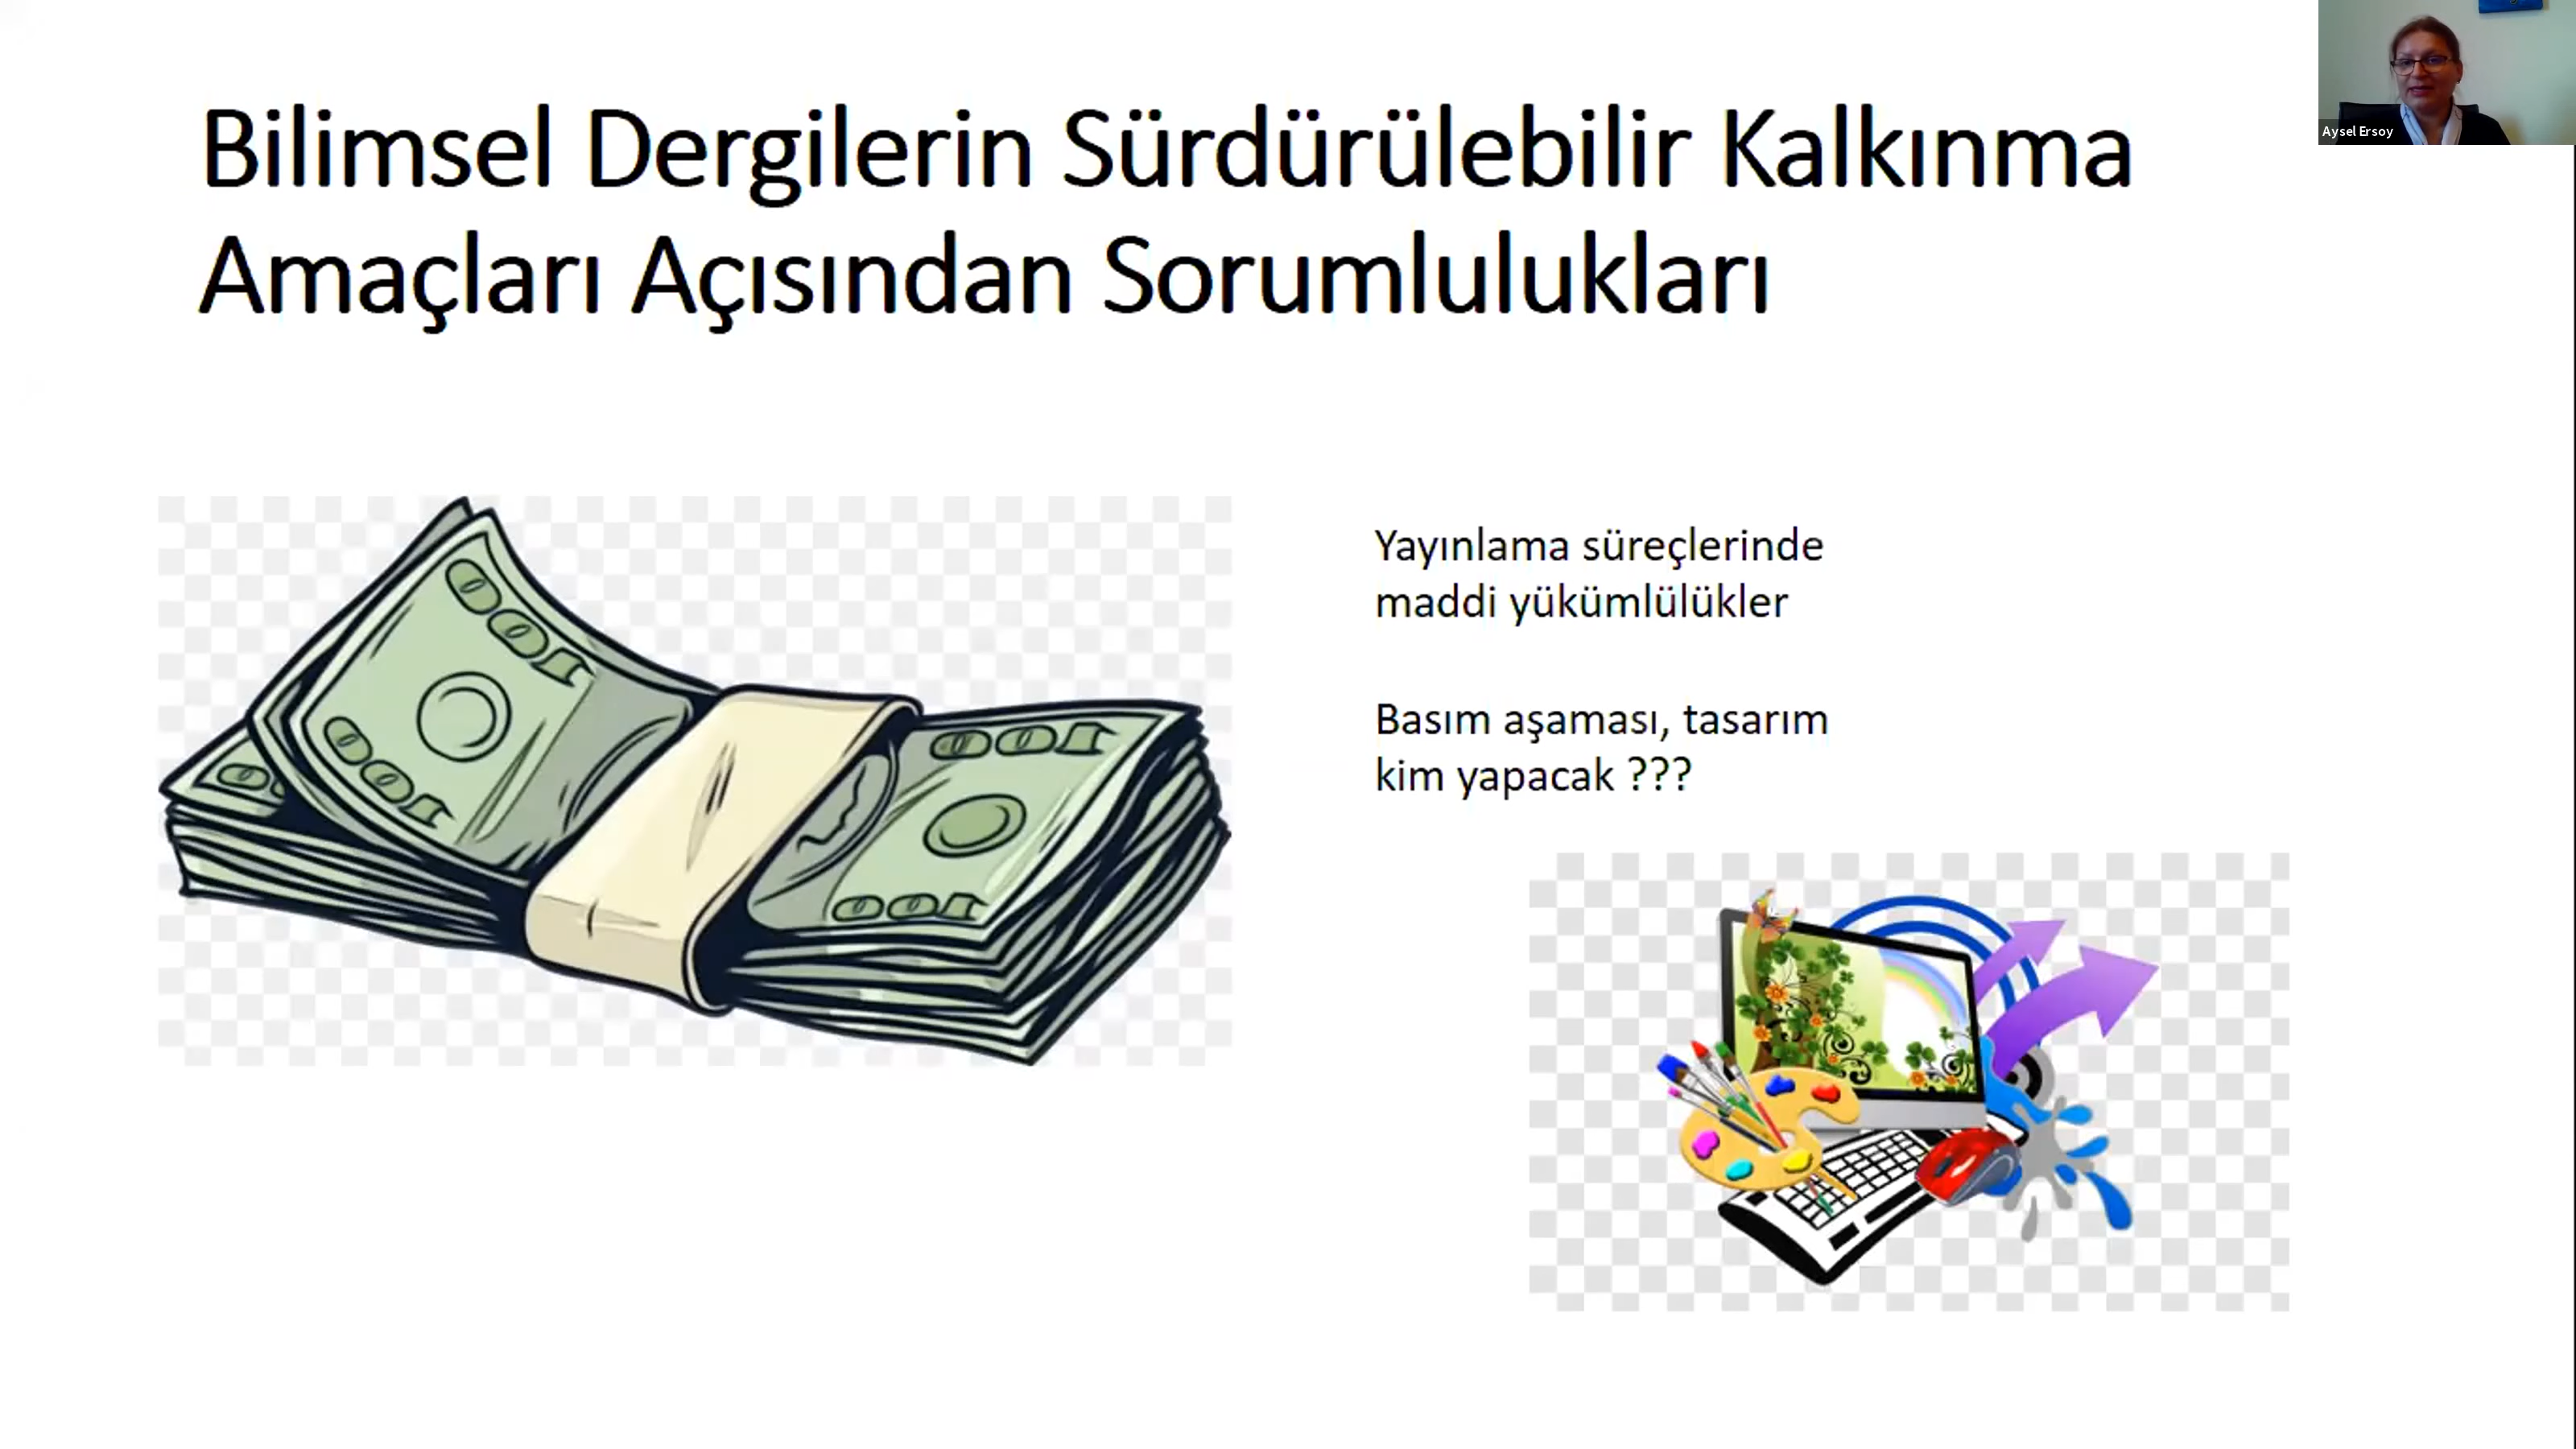 Bilimsel Dergilerin Sürdürülebilir Kalkınma
Amaçları Açısından Sorumlulukları
Aysel Ersoy
Yayınlama süreçlerinde
maddi yükümlülükler
Basım aşaması, tasarım
kim yapacak ???